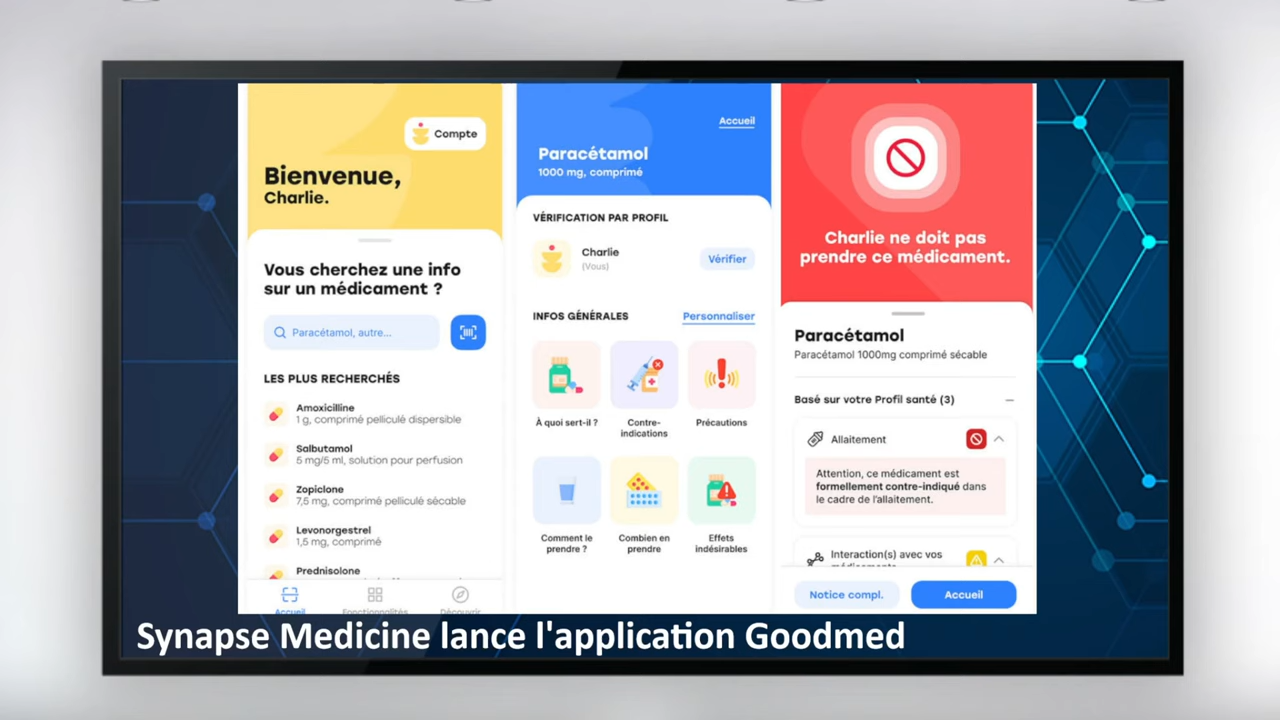 Compte
Bienvenue,
Charlie.
Vous cherchez une info
sur un médicament ?
Paracétamol, autre...
LES PLUS RECHERCHÉS
Amoxicilline
1 g, comprimé pelliculé dispersible
Salbutamol
5 mg/5 ml, solution pour perfusion
Zopiclone
7,5 mg, comprimé pelliculé sécable
Levonorgestrel
1,5 mg, comprimé
Prednisolone
Accueil
Fonctionnalités
Découvrir
Accueil
Paracétamol
1000 mg, comprimé
VÉRIFICATION PAR PROFIL
Charlie
(Vous)
Vérifier
INFOS GÉNÉRALES
Personnaliser
À quoi sert-il ?
Contre-
indications
Précautions
Comment le
prendre ?
Combien en
prendre
Effets
indésirables
Charlie ne doit pas
prendre ce médicament.
Paracétamol
Paracétamol 1000mg comprimé sécable
Basé sur votre Profil santé (3)
Allaitement
Attention, ce médicament est
formellement contre-indiqué dans
le cadre de l'allaitement.
Interaction(s) avec vos
médicaments
Notice compl.
Accueil
Synapse Medicine lance l'application Goodmed